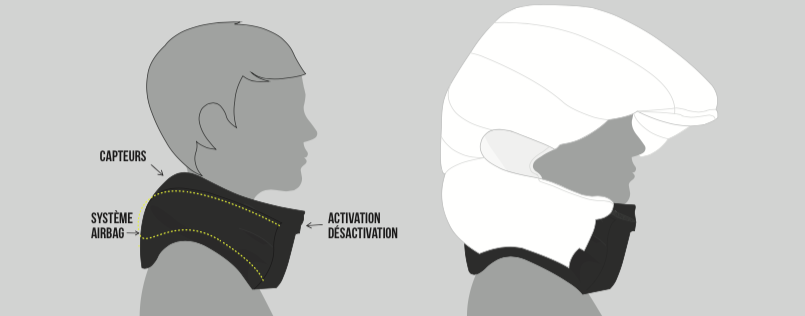 CAPTEURS
SYSTÈME
AIRBAG
ACTIVATION
DÉSACTIVATION